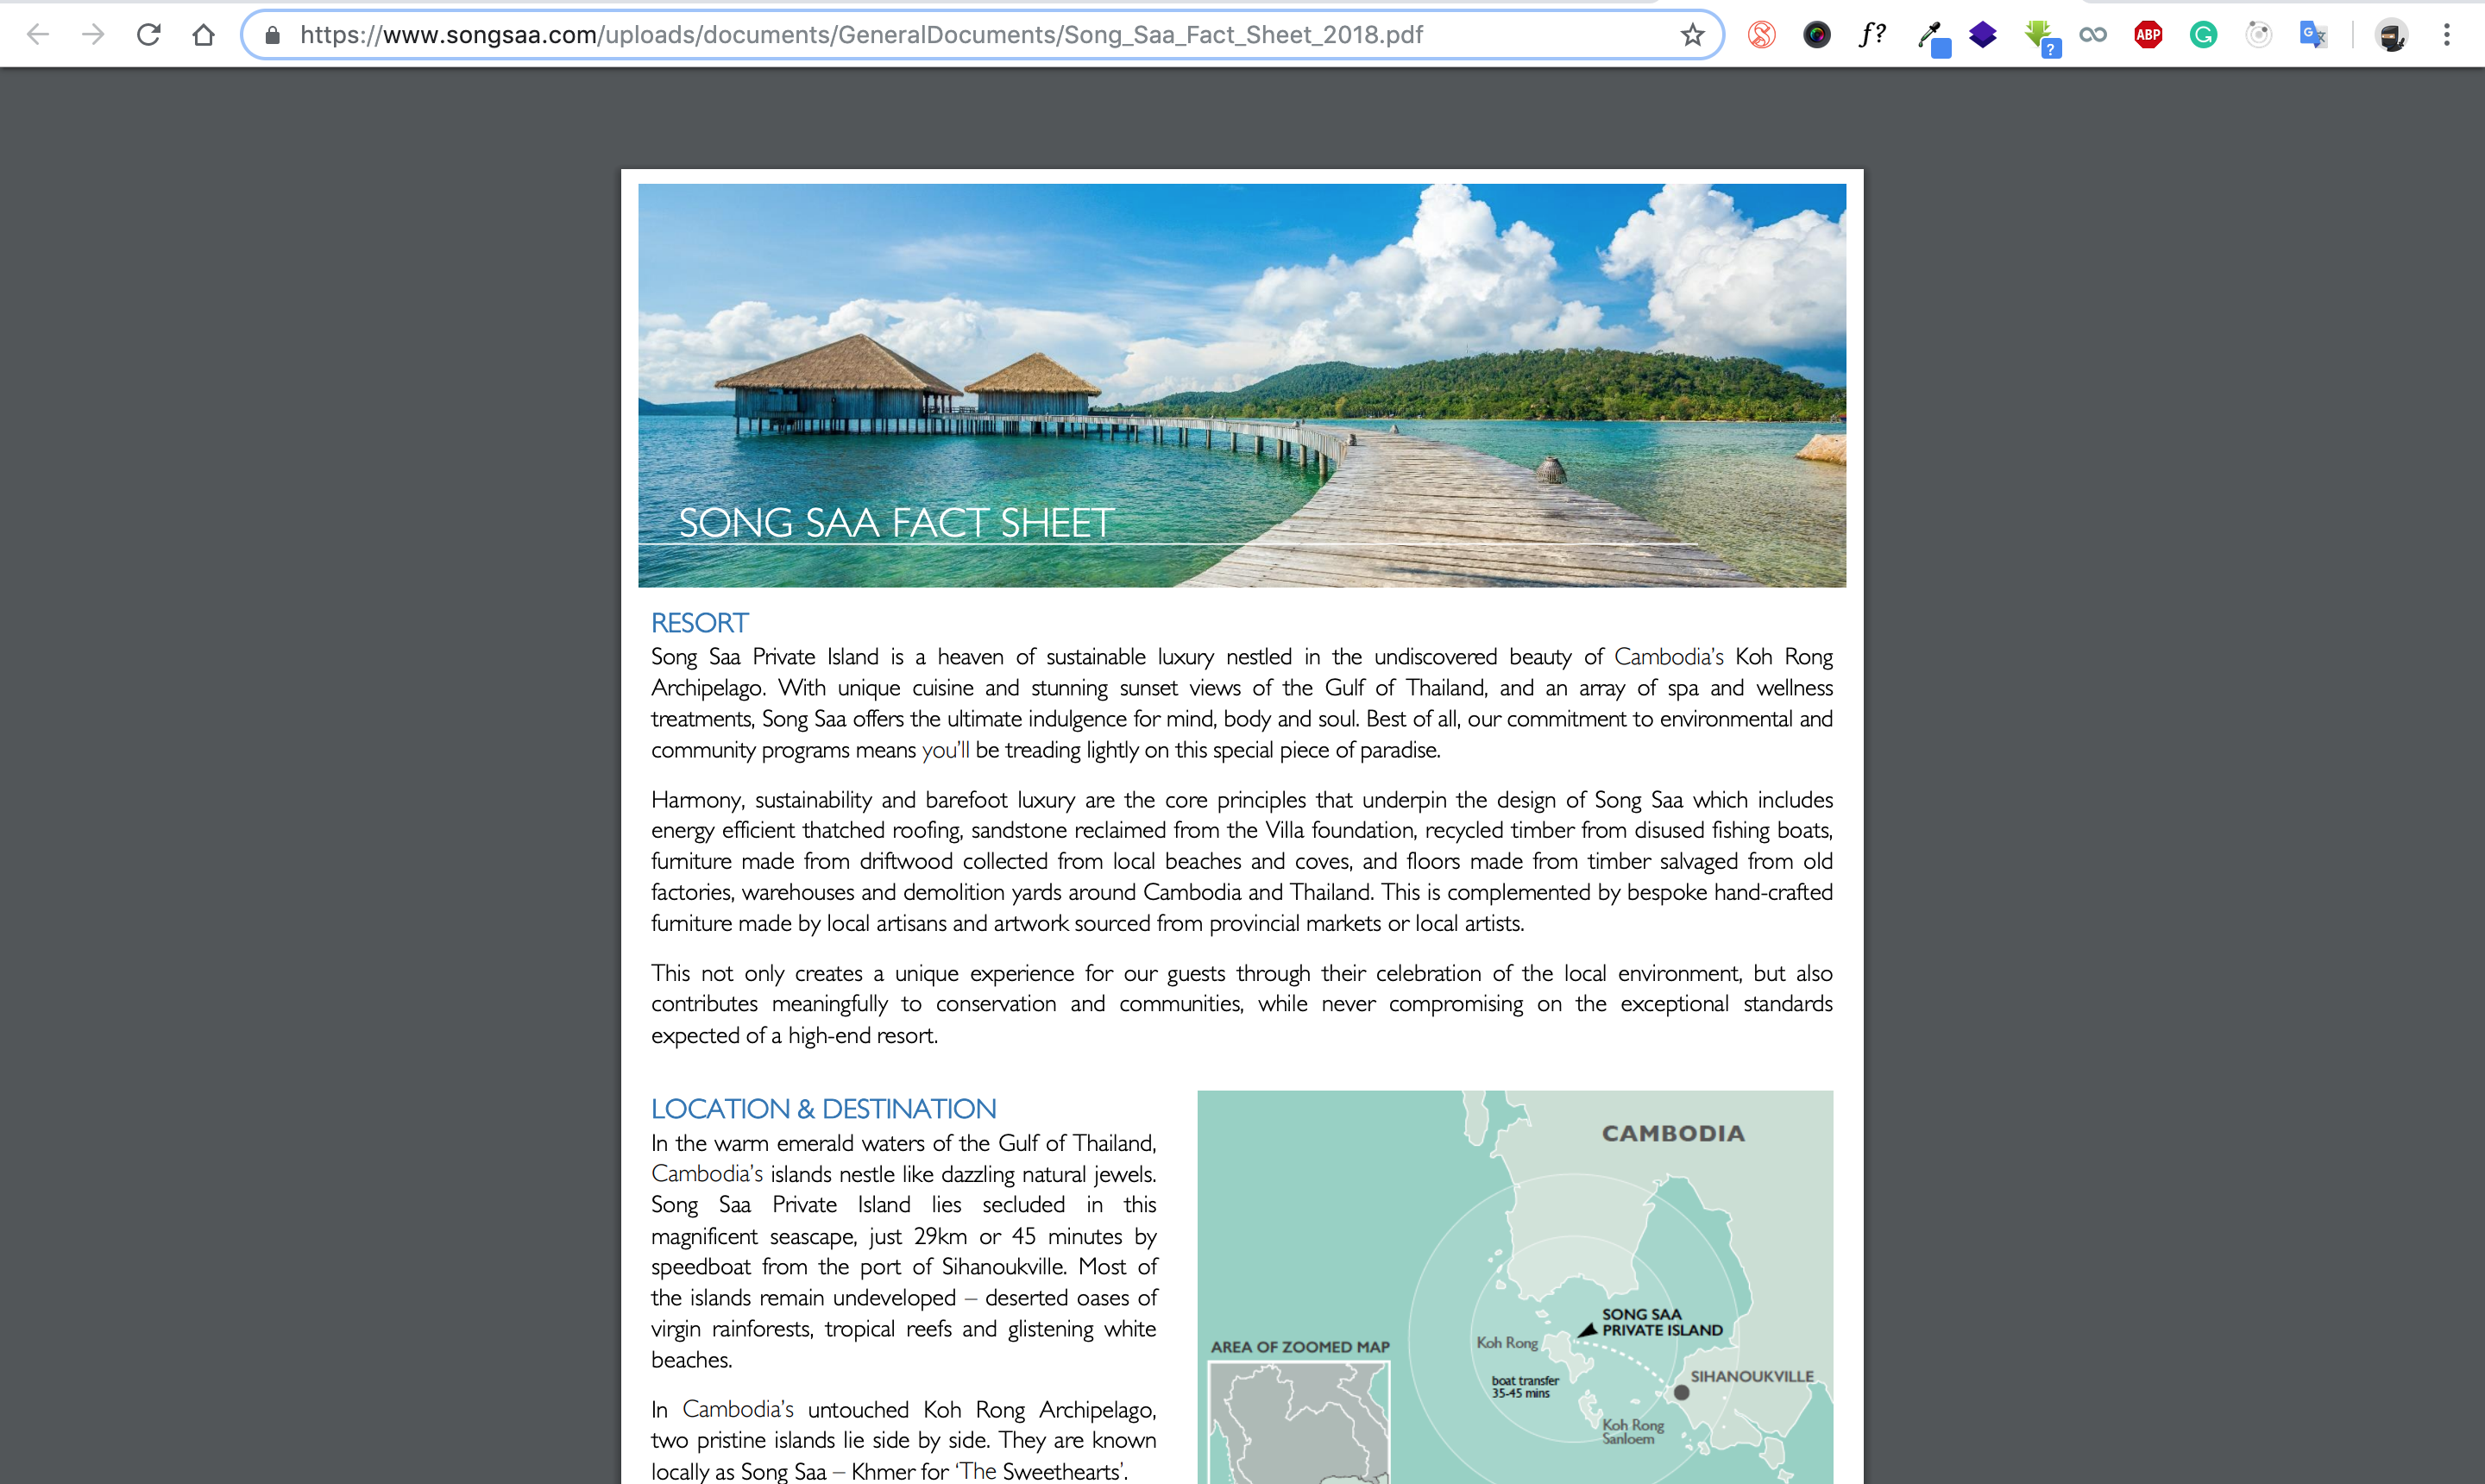 https://www.songsaa.com/uploads/documents/GeneralDocuments/Song_Saa_Fact_Sheet_2018.pdf
f?
?
ABP
G
G
SONG SAA FACT SHEET
RESORT
Song Saa Private Island is a heaven of sustainable luxury nestled in the undiscovered beauty of Cambodia’s Koh Rong
Archipelago. With unique cuisine and stunning sunset views of the Gulf of Thailand, and an array of spa and wellness
treatments, Song Saa offers the ultimate indulgence for mind, body and soul. Best of all, our commitment to environmental and
community programs means you’ll be treading lightly on this special piece of paradise.
Harmony, sustainability and barefoot luxury are the core principles that underpin the design of Song Saa which includes
energy efficient thatched roofing, sandstone reclaimed from the Villa foundation, recycled timber from disused fishing boats,
furniture made from driftwood collected from local beaches and coves, and floors made from timber salvaged from old
factories, warehouses and demolition yards around Cambodia and Thailand. This is complemented by bespoke hand-crafted
furniture made by local artisans and artwork sourced from provincial markets or local artists.
This not only creates a unique experience for our guests through their celebration of the local environment, but also
contributes meaningfully to conservation and communities, while never compromising on the exceptional standards
expected of a high-end resort.
LOCATION & DESTINATION
In the warm emerald waters of the Gulf of Thailand,
Cambodia’s islands nestle like dazzling natural jewels.
Song Saa Private Island lies secluded in this
magnificent seascape, just 29km or 45 minutes by
speedboat from the port of Sihanoukville. Most of
the islands remain undeveloped – deserted oases of
virgin rainforests, tropical reefs and glistening white
beaches.
In Cambodia’s untouched Koh Rong Archipelago,
two pristine islands lie side by side. They are known
locally as Song Saa – Khmer for ‘The Sweethearts’.
CAMBODIA
SONG SAA
PRIVATE ISLAND
Koh Rong
AREA OF ZOOMED MAP
boat transfer
35-45 mins
SIHANOUKVILLE
Koh Rong
Sanloem